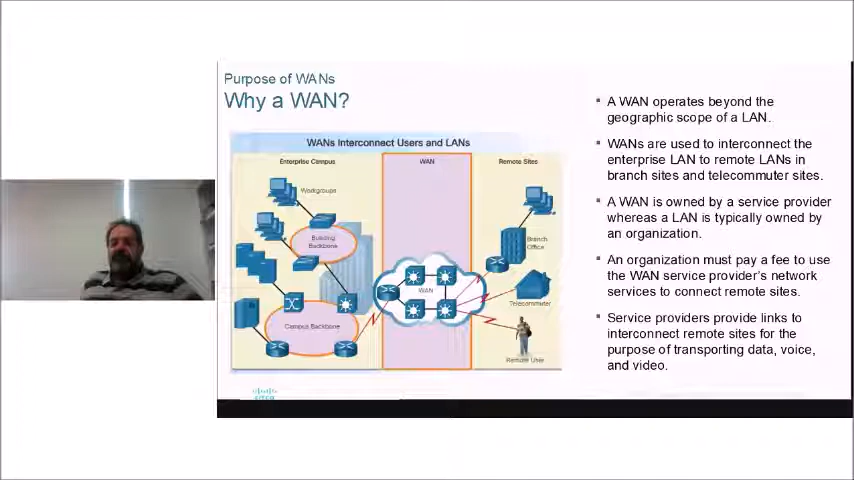 Purpose of WANs
Why a WAN?
WANs Interconnect Users and LANs
Enterprise Campus
WAN
Remote Sites
Workgroups
Building
Backbone
Branch
Office
WAN
Telecommuter
Campus Backbone
Remote User
cisco
▪ A WAN operates beyond the
geographic scope of a LAN.
▪ WANs are used to interconnect the
enterprise LAN to remote LANs in
branch sites and telecommuter sites.
▪ A WAN is owned by a service provider
whereas a LAN is typically owned by
an organization.
▪ An organization must pay a fee to use
the WAN service provider's network
services to connect remote sites.
▪ Service providers provide links to
interconnect remote sites for the
purpose of transporting data, voice,
and video.